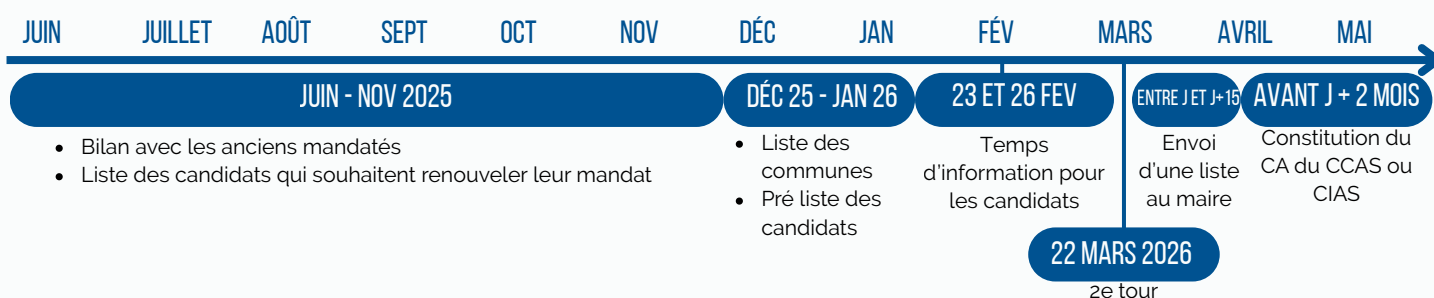 JUIN JUILLET AOÛT SEPT OCT NOV DÉC JAN FÉV MARS AVRIL MAI
JUIN - NOV 2025
• Bilan avec les anciens mandatés
• Liste des candidats qui souhaitent renouveler leur mandat
DÉC 25 - JAN 26
• Liste des
communes
• Pré liste des
candidats
23 ET 26 FEV
Temps
d'information pour
les candidats
22 MARS 2026
2e tour
ENTRE J ET J+15
Envoi
d'une liste
au maire
AVANT J + 2 MOIS
Constitution du
CA du CCAS ou
CIAS